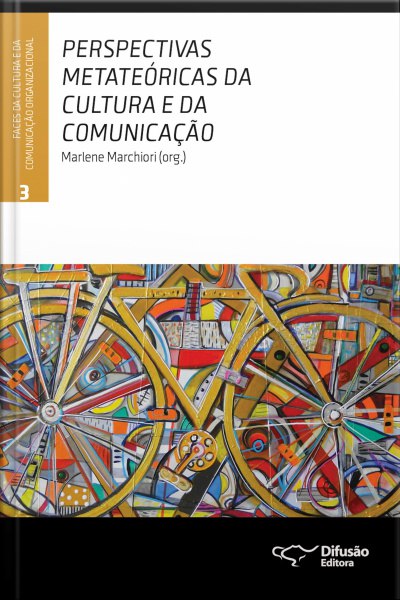 FACES DA CULTURA E DA
COMUNICAÇÃO ORGANIZACIONAL
3
PERSPECTIVAS
METATEÓRICAS DA
CULTURA E DA
COMUNICAÇÃO
Marlene Marchiori (org.)
Difusão
Editora